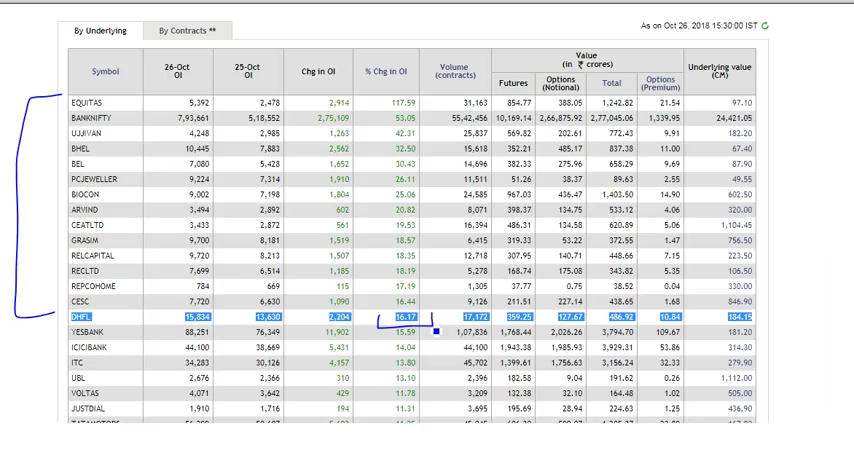 As on Oct 26, 2018 15:30:00 IST
By Underlying By Contracts **
Symbol 26-Oct OI 25-Oct OI Chg in OI % Chg in OI Volume (contracts) Value (in ₹ crores) Underlying value (CM)
Futures Options (Notional) Total Options (Premium)
EQUITAS 5,392 2,478 2,914 117.59 31,163 854.77 388.05 1,242.82 21.54 97.10
BANKNIFTY 7,93,661 5,18,552 2,75,109 53.05 55,42,456 10,169.14 2,66,875.92 2,77,045.06 1,339.95 24,421.05
UJJIVAN 4,248 2,985 1,263 42.31 25,837 569.82 202.61 772.43 9.91 182.20
BHEL 10,445 7,883 2,562 32.50 15,618 352.21 485.17 837.38 11.00 67.40
BEL 7,080 5,428 1,652 30.43 14,696 382.33 275.96 658.29 9.69 87.90
PCJEWELLER 9,224 7,314 1,910 26.11 11,511 51.26 38.37 89.63 2.55 49.55
BIOCON 9,002 7,198 1,804 25.06 24,585 967.03 436.47 1,403.50 14.90 602.50
ARVIND 3,494 2,892 602 20.82 8,071 398.37 134.75 533.12 4.06 320.00
CEATLTD 3,433 2,872 561 19.53 16,394 486.31 134.58 620.89 5.06 1,104.45
GRASIM 9,700 8,181 1,519 18.57 6,415 319.33 53.22 372.55 1.47 756.50
RELCAPITAL 9,720 8,213 1,507 18.35 12,718 307.95 140.71 448.66 7.15 223.50
RECLTD 7,699 6,514 1,185 18.19 5,278 168.74 175.08 343.82 5.35 106.50
REPCOHOME 784 669 115 17.19 1,305 37.77 0.75 38.52 0.04 330.00
CESC 7,720 6,630 1,090 16.44 9,126 211.51 227.14 438.65 1.68 846.90
DHFL 15,834 13,630 2,204 16.17 17,172 359.25 127.67 486.92 10.84 184.15
YESBANK 88,251 76,349 11,902 15.59 1,07,836 1,768.44 2,026.26 3,794.70 109.67 181.20
ICICIBANK 44,100 38,669 5,431 14.04 44,100 1,943.38 1,985.93 3,929.31 53.86 314.30
ITC 34,283 30,126 4,157 13.80 45,702 1,399.61 1,756.63 3,156.24 32.33 279.90
UBL 2,676 2,366 310 13.10 2,396 182.58 9.04 191.62 0.26 1,112.00
VOLTAS 4,071 3,642 429 11.78 3,209 132.38 32.10 164.48 1.02 505.00
JUSTDIAL 1,910 1,716 194 11.31 3,695 195.69 28.94 224.63 1.25 436.90